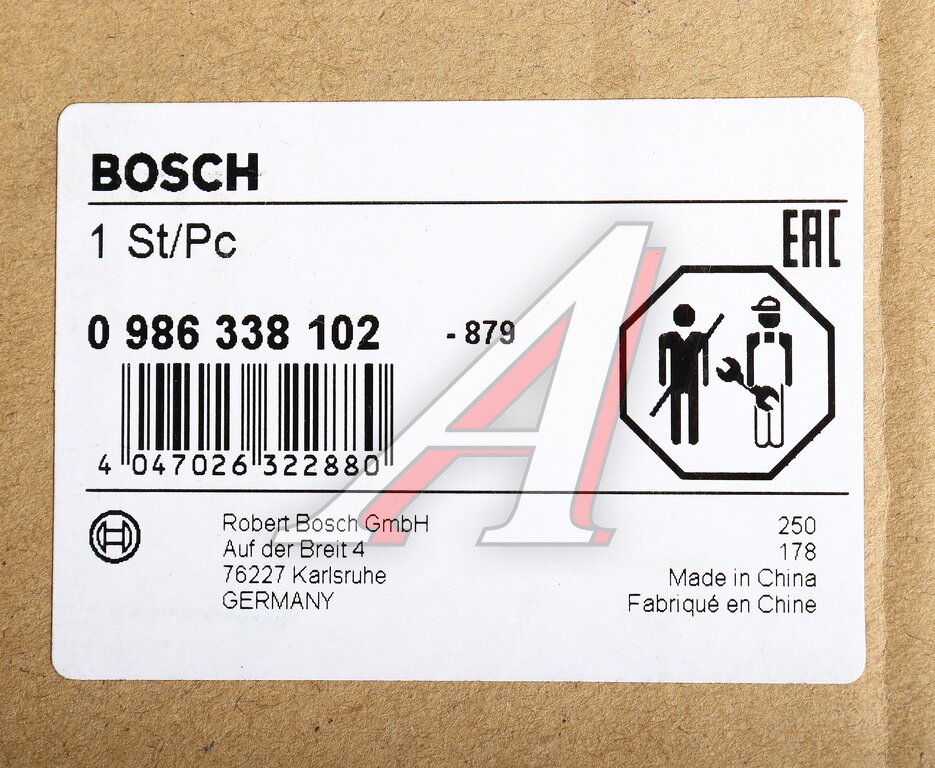 BOSCH
1 St/Pc
EAC
0 986 338 102 - 879
4 047026 322880
Robert Bosch GmbH
Auf der Breit 4
76227 Karlsruhe
GERMANY
250
178
Made in China
Fabriqué en Chine
A